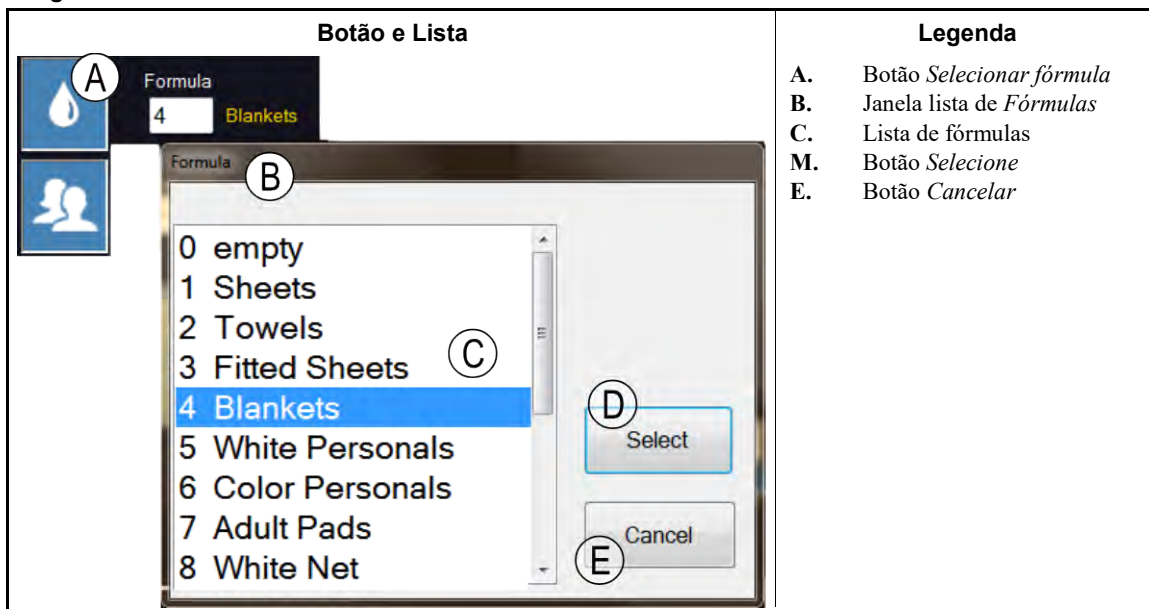 Botão e Lista
Legenda
A
Formula
4 Blankets
Formula
B
0 empty
1 Sheets
2 Towels
3 Fitted Sheets
C
4 Blankets
5 White Personals
6 Color Personals
7 Adult Pads
8 White Net
D
Select
Cancel
E
A. Botão Selecionar fórmula
B. Janela lista de Fórmulas
C. Lista de fórmulas
M. Botão Selecione
E. Botão Cancelar